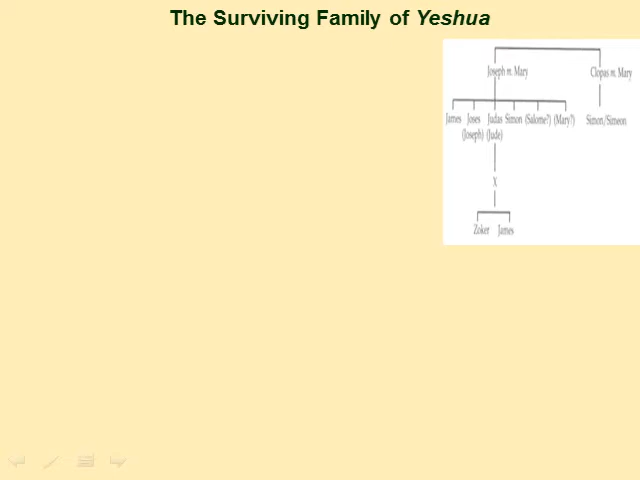 The Surviving Family of Yeshua
Joseph m. Mary Clopas m. Mary
James Joses Judas Simon (Salome?) (Mary?) Simon/Simeon
(Joseph) (Jude)
X
Zoker James